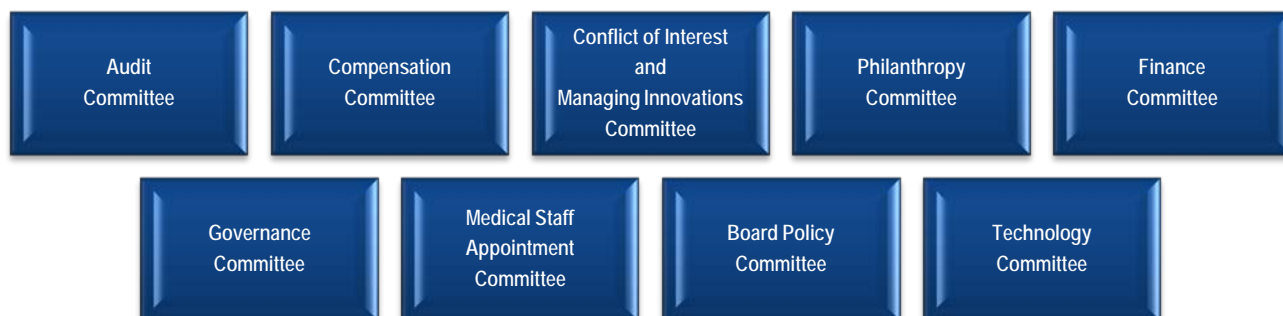 Audit
Committee
Compensation
Committee
Conflict of Interest
and
Managing Innovations
Committee
Philanthropy
Committee
Finance
Committee
Governance
Committee
Medical Staff
Appointment
Committee
Board Policy
Committee
Technology
Committee